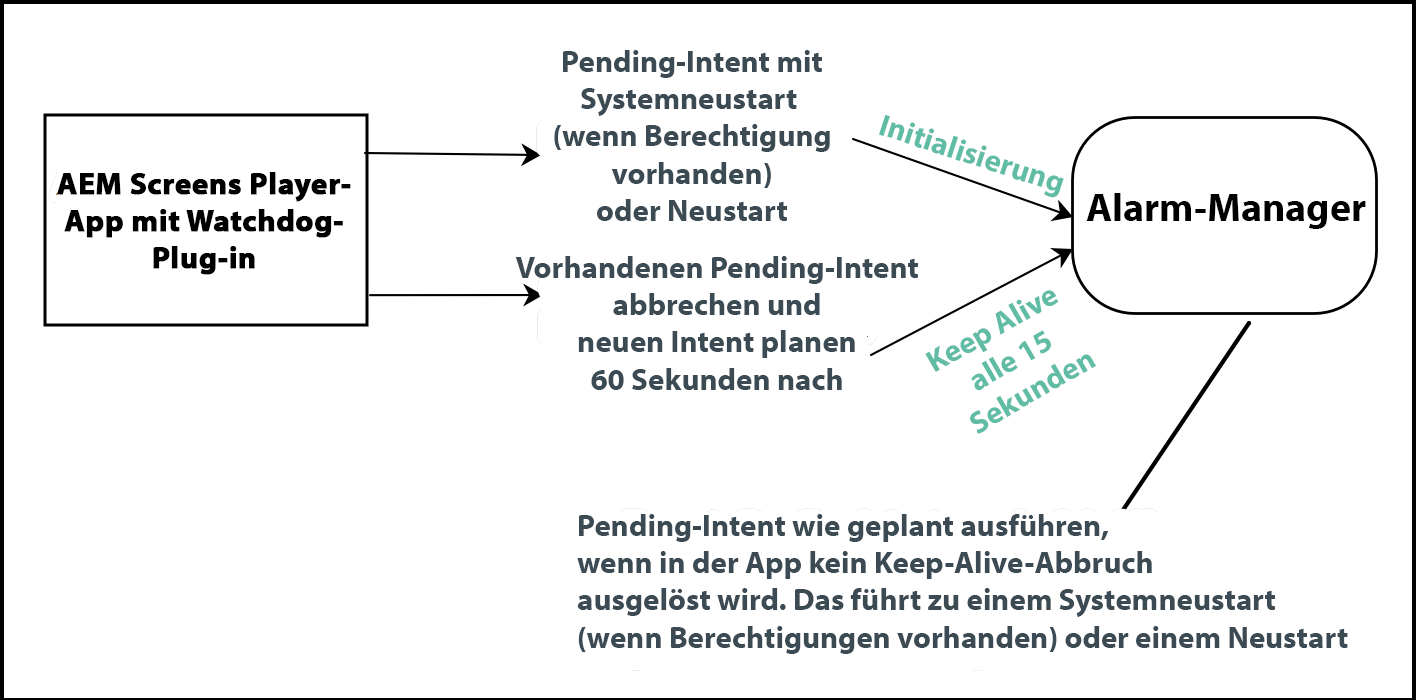 AEM Screens Player-
App mit Watchdog-
Plug-in
Pending-Intent mit
Systemneustart
(wenn Berechtigung
vorhanden)
oder Neustart
Vorhandenen Pending-Intent
abbrechen und
neuen Intent planen
60 Sekunden nach
Initialisierung
Keep Alive
alle 15
Sekunden
Alarm-Manager
Pending-Intent wie geplant ausführen,
wenn in der App kein Keep-Alive-Abbruch
ausgelöst wird. Das führt zu einem Systemneustart
(wenn Berechtigungen vorhanden) oder einem Neustart